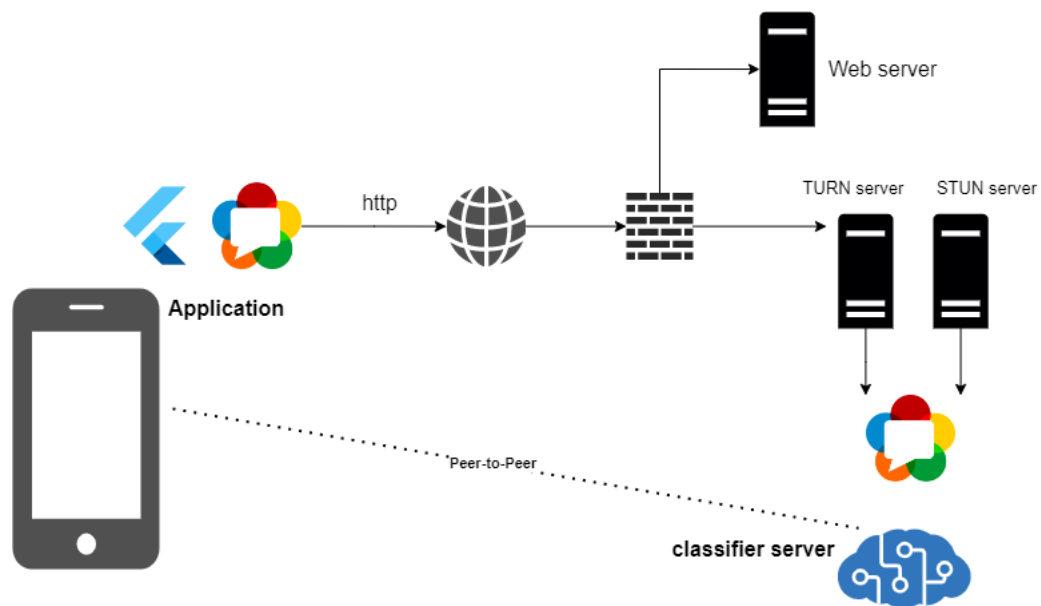 Web server
TURN server
STUN server
http
Application
Peer-to-Peer
classifier server